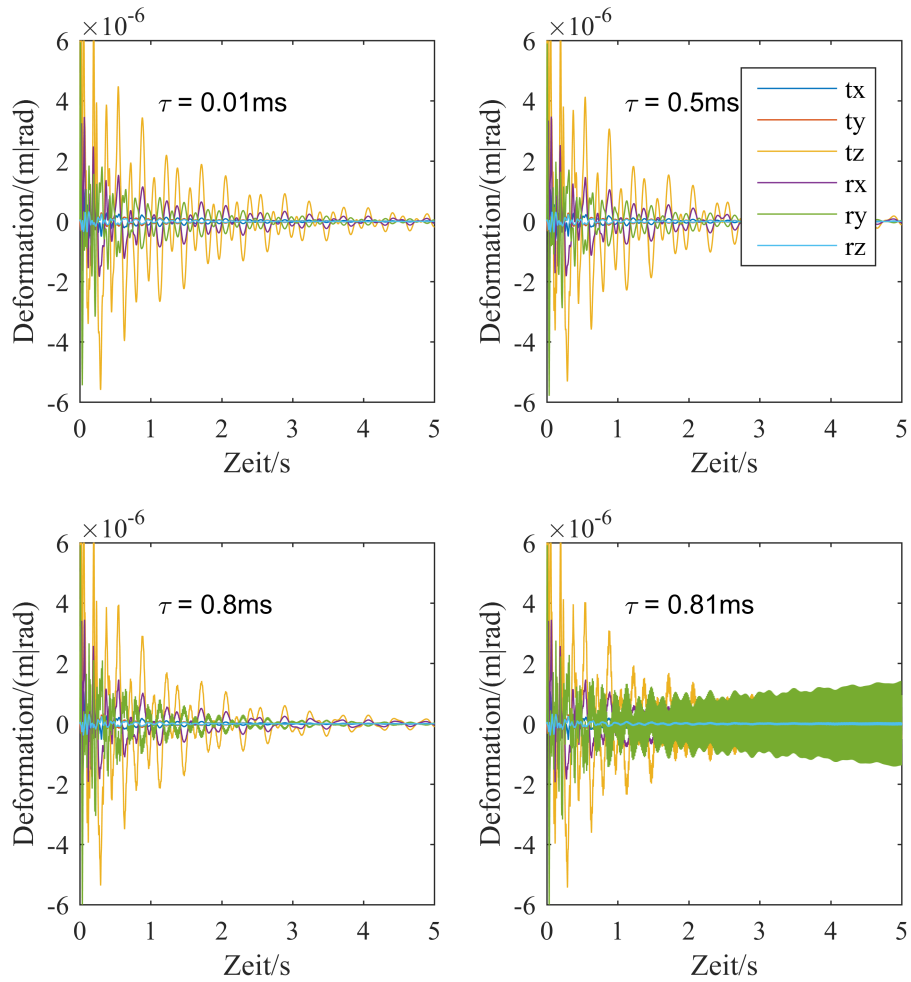 ×10⁻⁶
6
4
2
0
-2
-4
-6
Deformation/(m|rad)
τ = 0.01ms
0 1 2 3 4 5
Zeit/s
×10⁻⁶
6
4
2
0
-2
-4
-6
Deformation/(m|rad)
τ = 0.5ms
tx
ty
tz
rx
ry
rz
0 1 2 3 4 5
Zeit/s
×10⁻⁶
6
4
2
0
-2
-4
-6
Deformation/(m|rad)
τ = 0.8ms
0 1 2 3 4 5
Zeit/s
×10⁻⁶
6
4
2
0
-2
-4
-6
Deformation/(m|rad)
τ = 0.81ms
0 1 2 3 4 5
Zeit/s